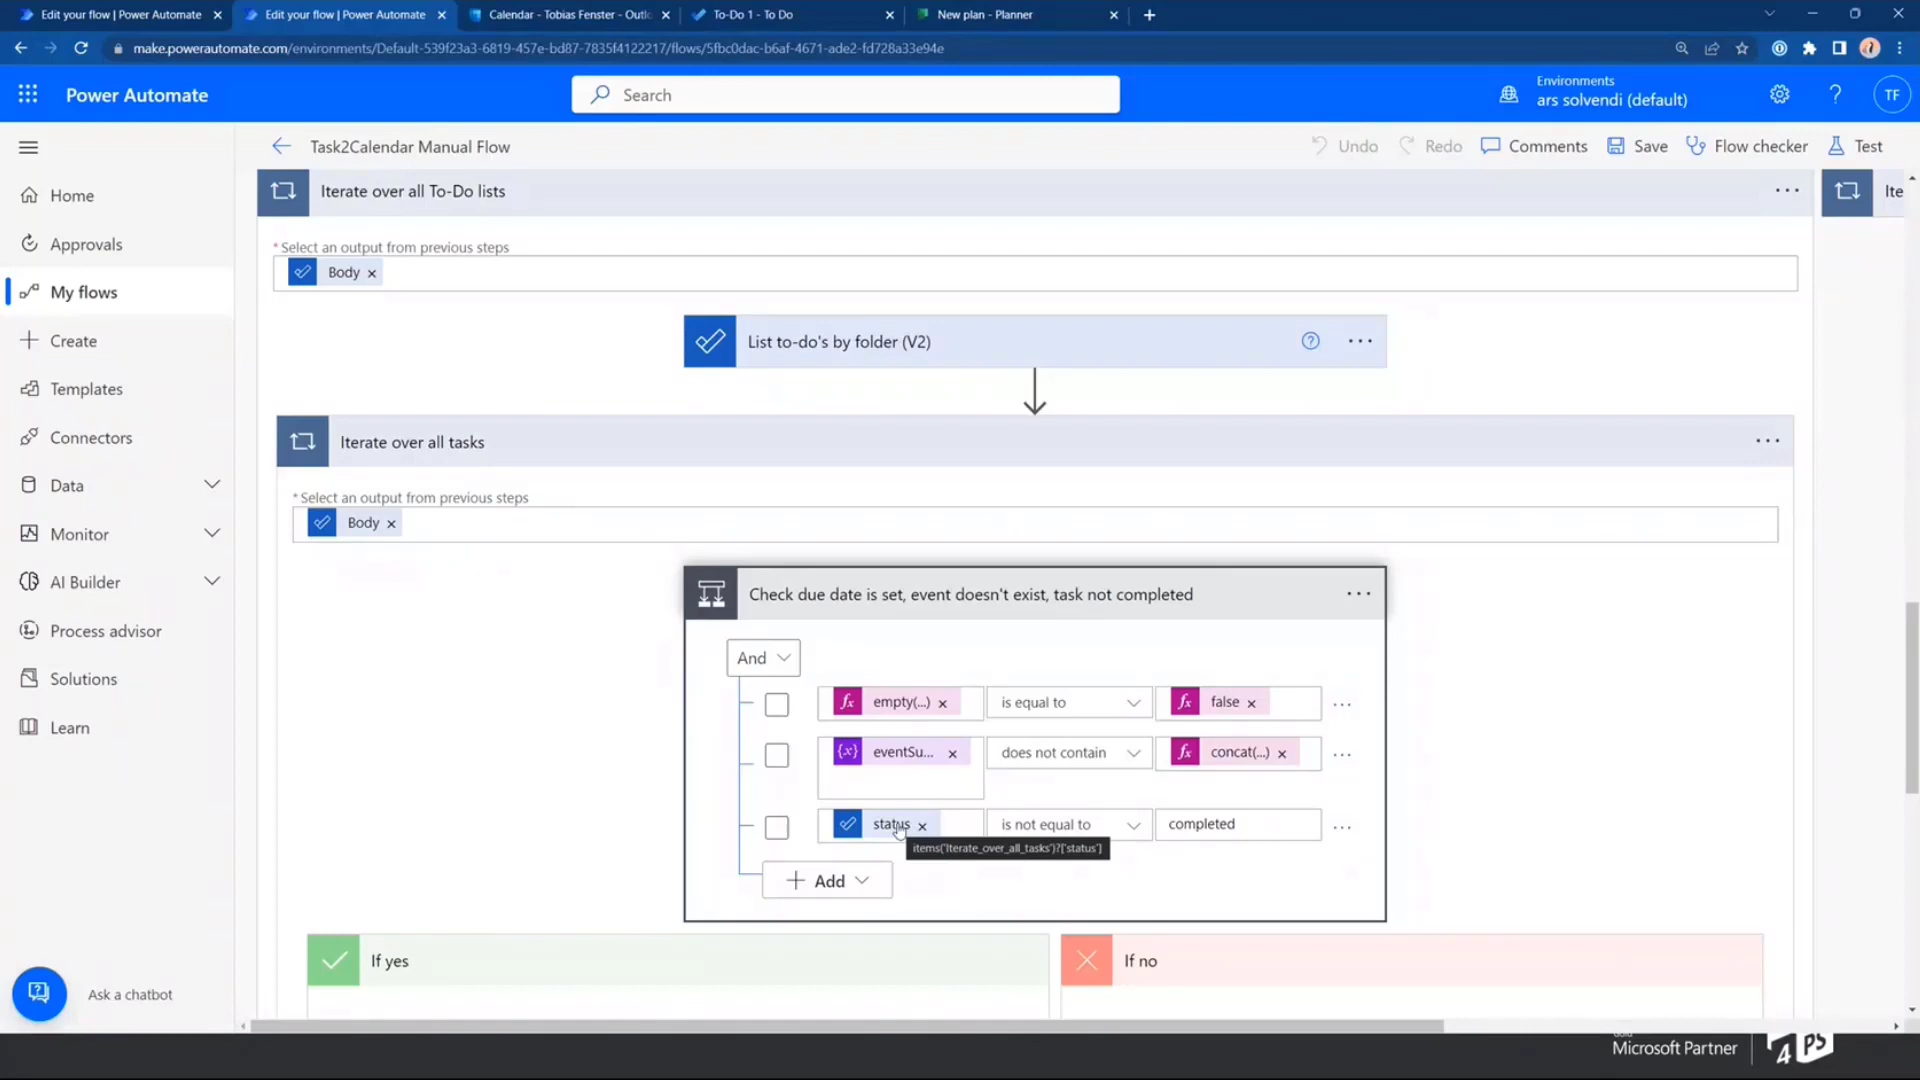 Edit your flow | Power Automate
Edit your flow | Power Automate
Calendar - Tobias Fenster - Outlo
To-Do 1 - To Do
New plan - Planner
make.powerautomate.com/environments/Default-539f23a3-6819-457e-bd87-7835f4122217/flows/5fbc0dac-b6af-4671-ade2-fd728a33e94e
Power Automate
Search
Environments
ars solvendi (default)
TF
Task2Calendar Manual Flow
Undo
Redo
Comments
Save
Flow checker
Test
Home
Approvals
My flows
Create
Templates
Connectors
Data
Monitor
AI Builder
Process advisor
Solutions
Learn
Ask a chatbot
Iterate over all To-Do lists
Ite
* Select an output from previous steps
Body
List to-do's by folder (V2)
Iterate over all tasks
* Select an output from previous steps
Body
Check due date is set, event doesn't exist, task not completed
And
fx empty(...) is equal to fx false
{x} eventSu... does not contain fx concat(...)
status is not equal to completed
items('Iterate_over_all_tasks')?['status']
Add
If yes
If no
Microsoft Partner
4PS